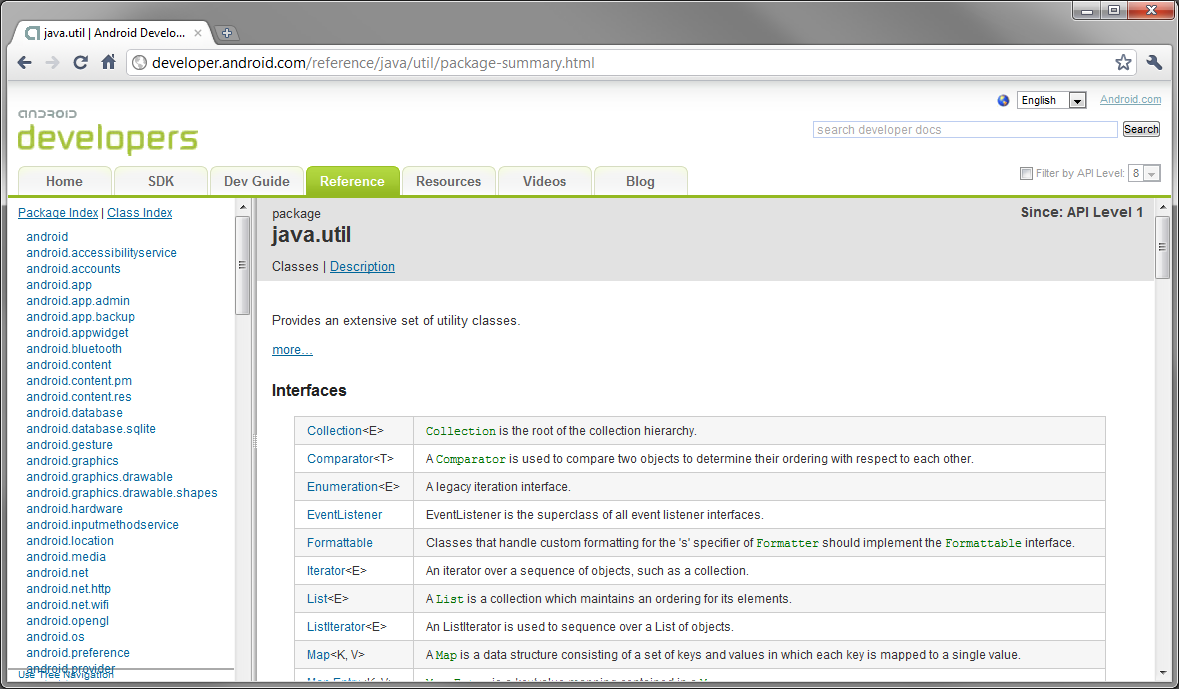 java.util | Android Develo...
developer.android.com/reference/java/util/package-summary.html
English
Android.com
android
developers
search developer docs
Search
Home
SDK
Dev Guide
Reference
Resources
Videos
Blog
Filter by API Level: 8
Package Index | Class Index
android
android.accessibilityservice
android.accounts
android.app
android.app.admin
android.app.backup
android.appwidget
android.bluetooth
android.content
android.content.pm
android.content.res
android.database
android.database.sqlite
android.gesture
android.graphics
android.graphics.drawable
android.graphics.drawable.shapes
android.hardware
android.inputmethodservice
android.location
android.media
android.net
android.net.http
android.net.wifi
android.opengl
android.os
android.preference
android.provider
Use Tree Navigation
package
Since: API Level 1
java.util
Classes | Description
Provides an extensive set of utility classes.
more...
Interfaces
Collection<E> Collection is the root of the collection hierarchy.
Comparator<T> A Comparator is used to compare two objects to determine their ordering with respect to each other.
Enumeration<E> A legacy iteration interface.
EventListener EventListener is the superclass of all event listener interfaces.
Formattable Classes that handle custom formatting for the 's' specifier of Formatter should implement the Formattable interface.
Iterator<E> An iterator over a sequence of objects, such as a collection.
List<E> A List is a collection which maintains an ordering for its elements.
ListIterator<E> An ListIterator is used to sequence over a List of objects.
Map<K, V> A Map is a data structure consisting of a set of keys and values in which each key is mapped to a single value.